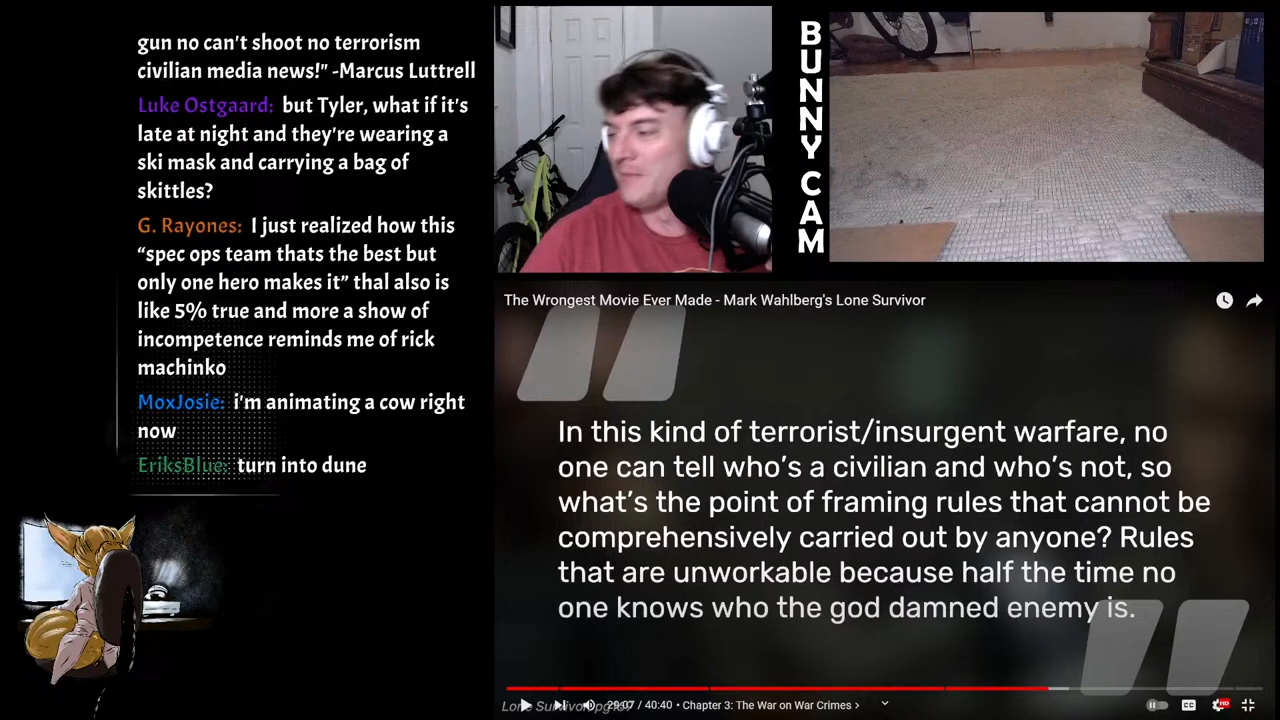 gun no can't shoot no terrorism
civilian media news!" -Marcus Luttrell
Luke Ostgaard: but Tyler, what if it's
late at night and they're wearing a
ski mask and carrying a bag of
skittles?
G. Rayones: I just realized how this
“spec ops team thats the best but
only one hero makes it” thal also is
like 5% true and more a show of
incompetence reminds me of rick
machinko
MoxJosie: i'm animating a cow right
now
EriksBlue: turn into dune
BUNNY CAM
The Wrongest Movie Ever Made - Mark Wahlberg's Lone Survivor
In this kind of terrorist/insurgent warfare, no
one can tell who's a civilian and who's not, so
what's the point of framing rules that cannot be
comprehensively carried out by anyone? Rules
that are unworkable because half the time no
one knows who the god damned enemy is.
29:07 / 40:40 • Chapter 3: The War on War Crimes >
CC
HD